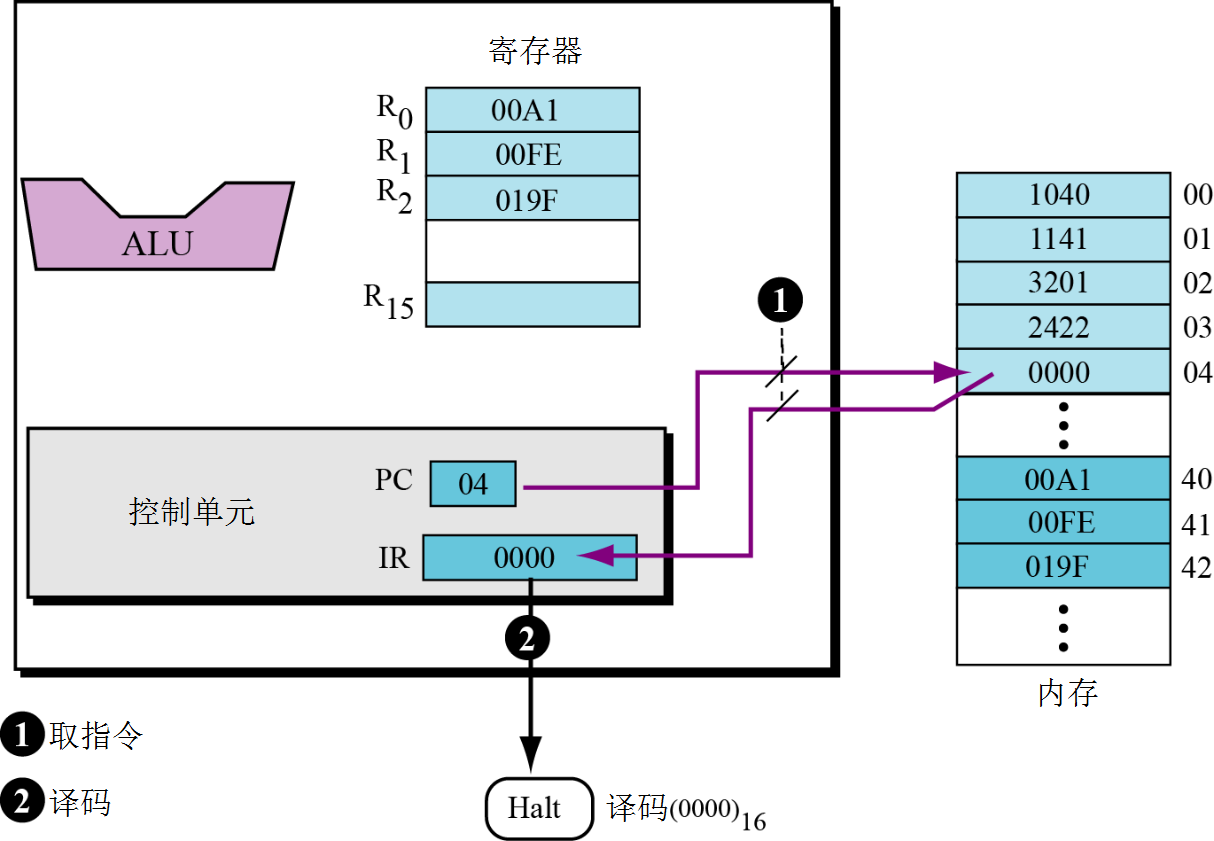 寄存器
R0 00A1
R1 00FE
R2 019F
R15
ALU
1
1040 00
1141 01
3201 02
2422 03
0000 04
00A1 40
00FE 41
019F 42
内存
控制单元
PC 04
IR 0000
2
1 取指令
2 译码
Halt 译码(0000)16